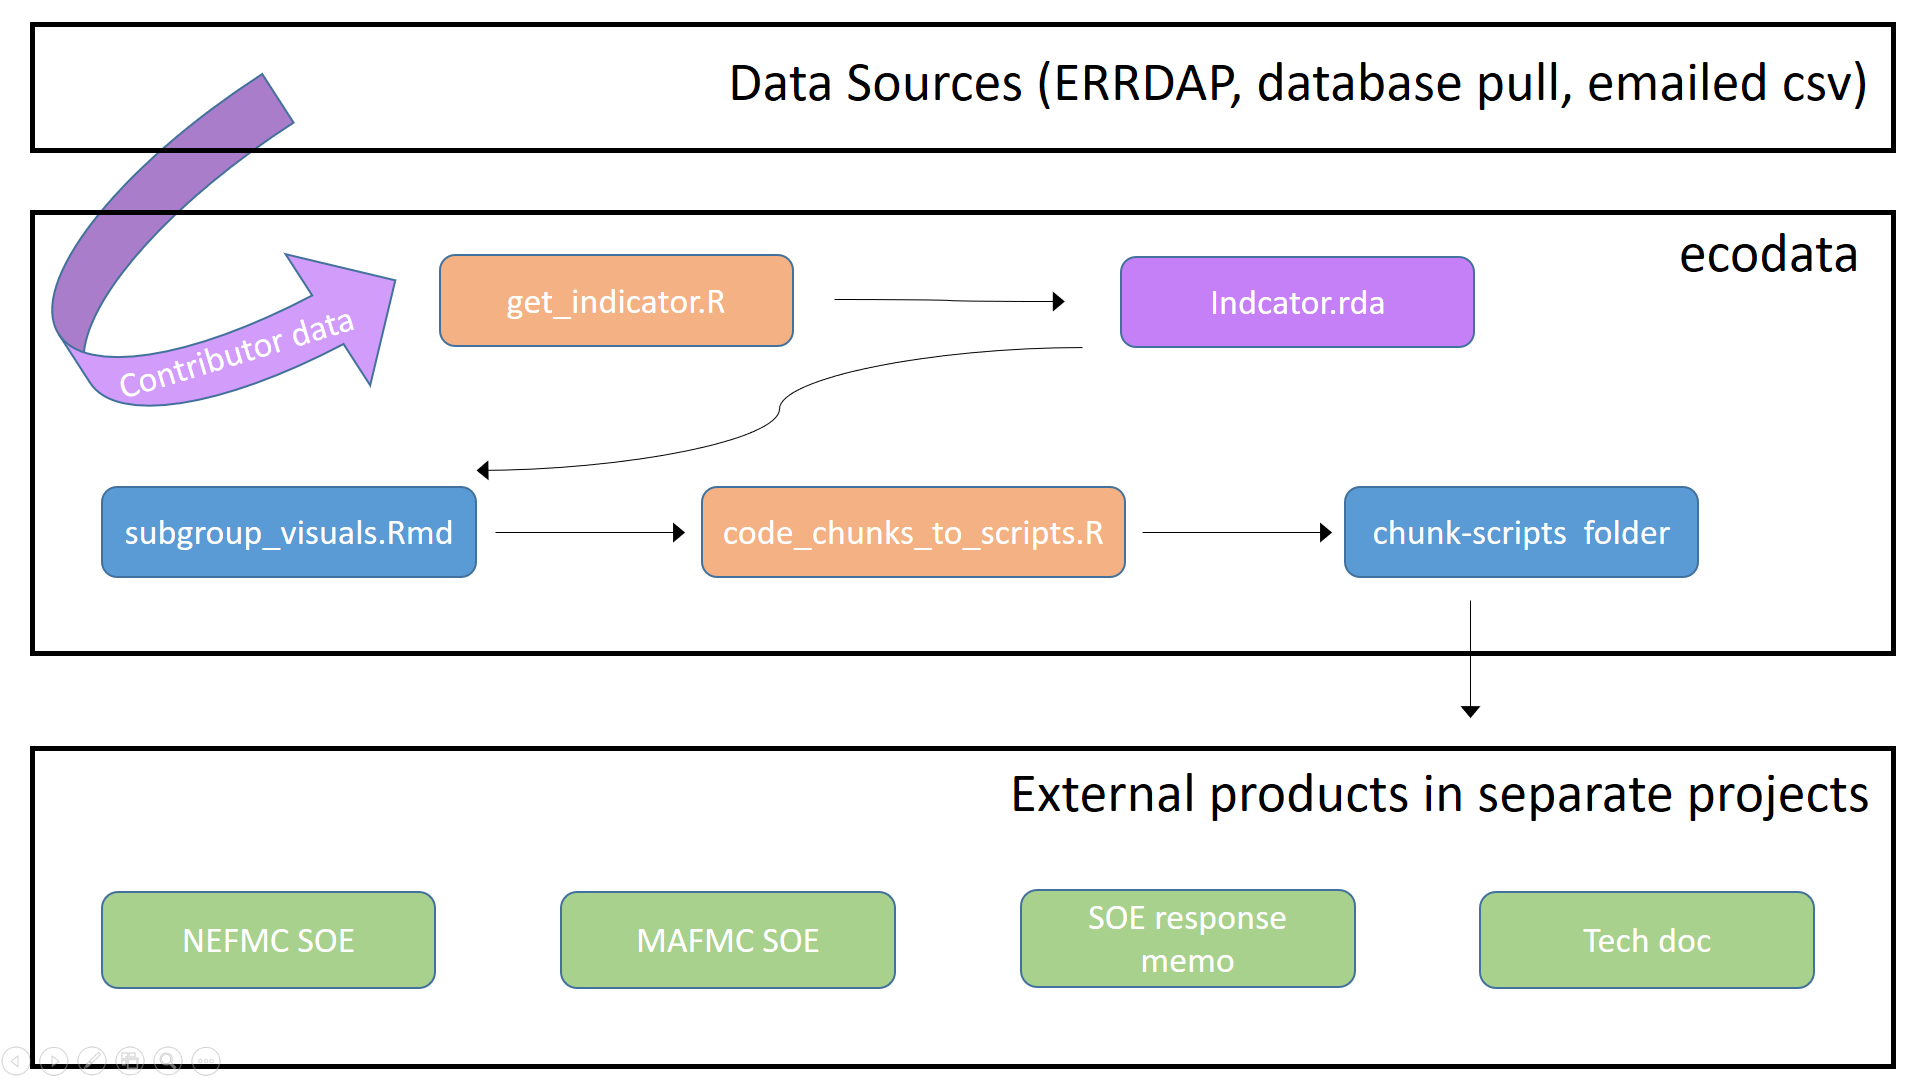 Data Sources (ERRDAP, database pull, emailed csv)
ecodata
Contributor data
get_indicator.R
Indcator.rda
subgroup_visuals.Rmd
code_chunks_to_scripts.R
chunk-scripts folder
External products in separate projects
NEFMC SOE
MAFMC SOE
SOE response
memo
Tech doc